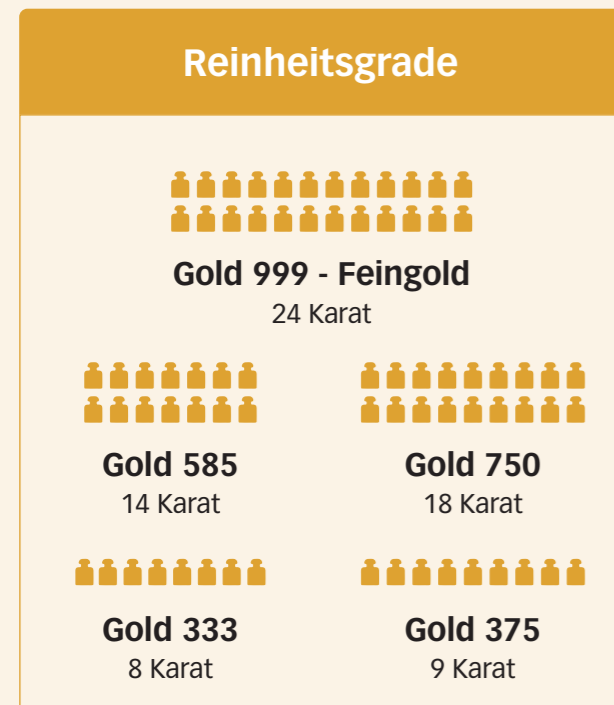 Reinheitsgrade
Gold 999 - Feingold
24 Karat
Gold 585
14 Karat
Gold 750
18 Karat
Gold 333
8 Karat
Gold 375
9 Karat